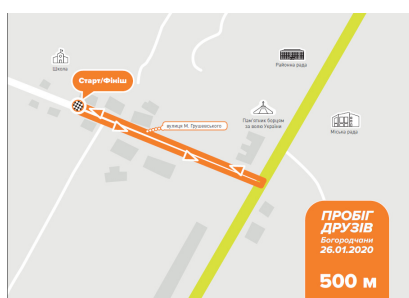 Школа
Районна рада
Старт/Фініш
Пам'ятник борцям
за волю України
вулиця М. Грушевського
Міська рада
ПРОБІГ
ДРУЗІВ
Богородчани
26.01.2020
500 м